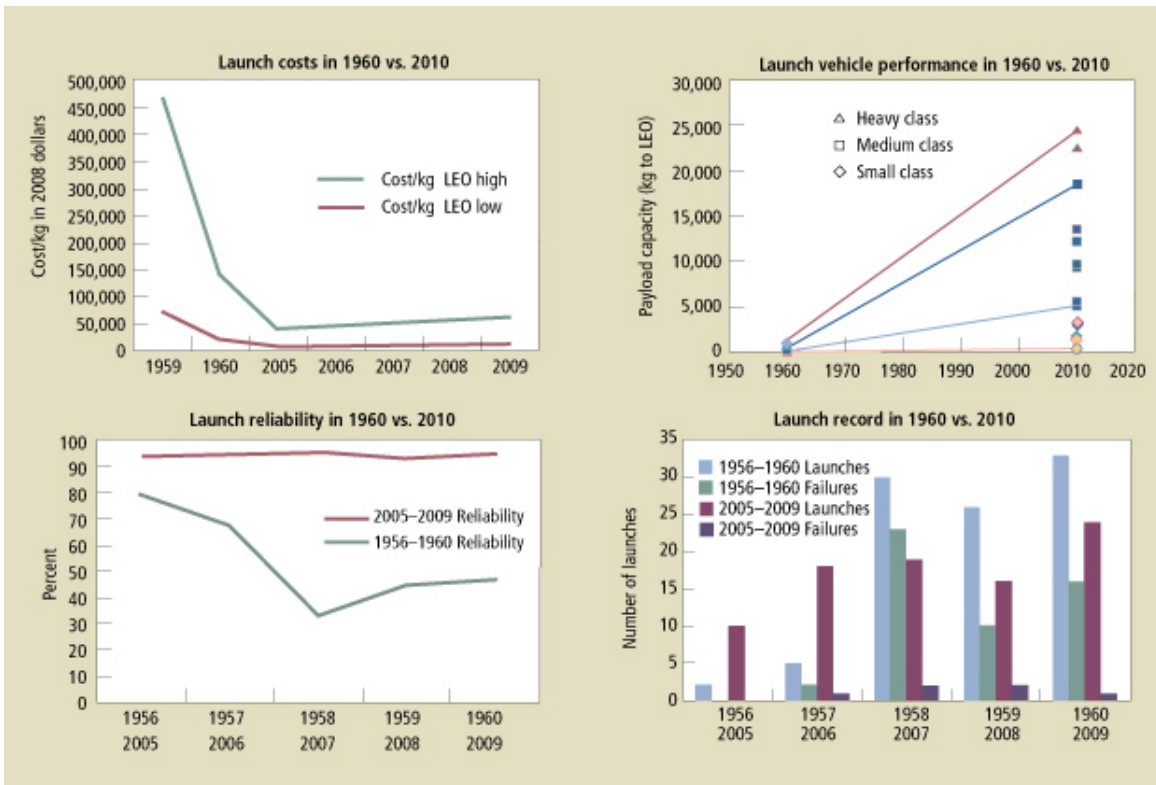 Launch costs in 1960 vs. 2010
Cost/kg in 2008 dollars
500,000
450,000
400,000
350,000
300,000
250,000
200,000
150,000
100,000
50,000
0
Cost/kg LEO high
Cost/kg LEO low
1959 1960 2005 2006 2007 2008 2009
Launch vehicle performance in 1960 vs. 2010
Payload capacity (kg to LEO)
30,000
25,000
20,000
15,000
10,000
5,000
0
Heavy class
Medium class
Small class
1950 1960 1970 1980 1990 2000 2010 2020
Launch reliability in 1960 vs. 2010
Percent
100
90
80
70
60
50
40
30
20
10
0
2005–2009 Reliability
1956–1960 Reliability
1956 1957 1958 1959 1960
2005 2006 2007 2008 2009
Launch record in 1960 vs. 2010
Number of launches
35
30
25
20
15
10
5
0
1956–1960 Launches
1956–1960 Failures
2005–2009 Launches
2005–2009 Failures
1956 1957 1958 1959 1960
2005 2006 2007 2008 2009